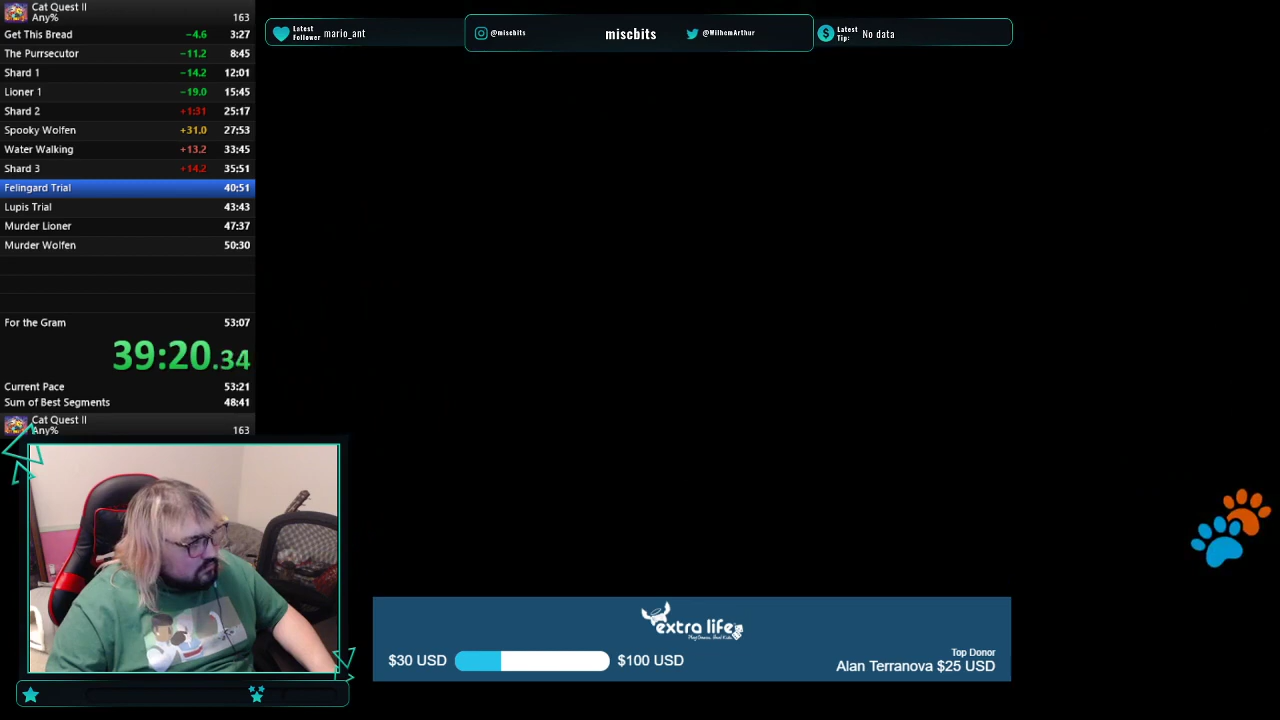 Cat Quest II
Any% 163
Get This Bread -4.6 3:27
The Purrsecutor -11.2 8:45
Shard 1 -14.2 12:01
Lioner 1 -19.0 15:45
Shard 2 +1:31 25:17
Spooky Wolfen +31.0 27:53
Water Walking +13.2 33:45
Shard 3 +14.2 35:51
Felingard Trial 40:51
Lupis Trial 43:43
Murder Lioner 47:37
Murder Wolfen 50:30
For the Gram 53:07
39:20.34
Current Pace 53:21
Sum of Best Segments 48:41
Cat Quest II
Any% 163
Latest Follower mario_ant
@miscbits
miscbits
@WilhemArthur
Latest Tip: No data
extra life
Play Games. Heal Kids.
$30 USD $100 USD
Top Donor
Alan Terranova $25 USD